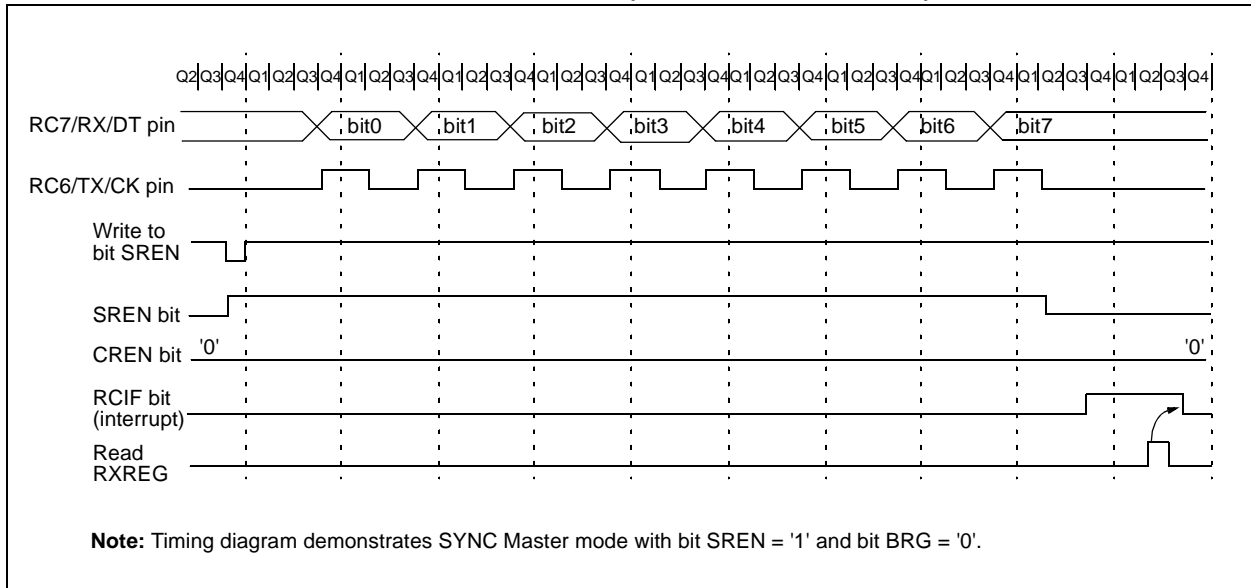 Q2 Q3 Q4 Q1 Q2 Q3 Q4 Q1 Q2 Q3 Q4 Q1 Q2 Q3 Q4 Q1 Q2 Q3 Q4 Q1 Q2 Q3 Q4 Q1 Q2 Q3 Q4 Q1 Q2 Q3 Q4 Q1 Q2 Q3 Q4 Q1 Q2 Q3 Q4 Q1 Q2 Q3 Q4
RC7/RX/DT pin bit0 bit1 bit2 bit3 bit4 bit5 bit6 bit7
RC6/TX/CK pin
Write to
bit SREN
SREN bit
CREN bit '0' '0'
RCIF bit
(interrupt)
Read
RXREG
Note: Timing diagram demonstrates SYNC Master mode with bit SREN = '1' and bit BRG = '0'.